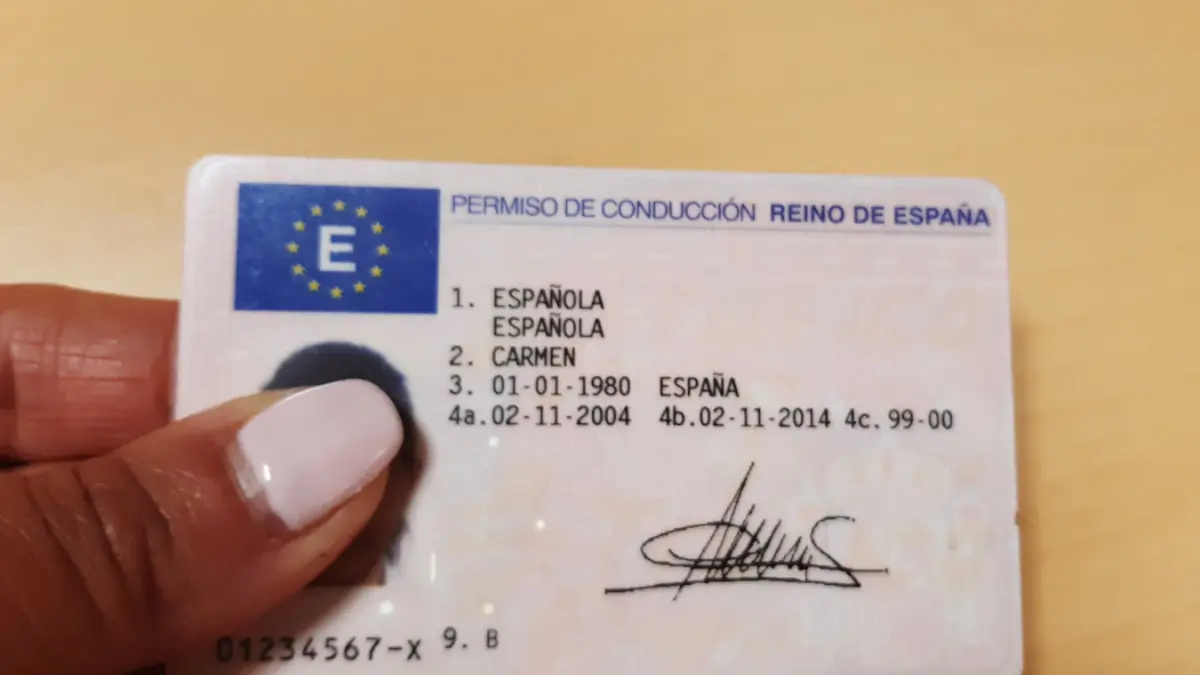 E
PERMISO DE CONDUCCIÓN REINO DE ESPAÑA
1. ESPAÑOLA
ESPAÑOLA
2. CARMEN
3. 01-01-1980 ESPAÑA
4a.02-11-2004 4b.02-11-2014 4c.99-00
01234567-X 9. B